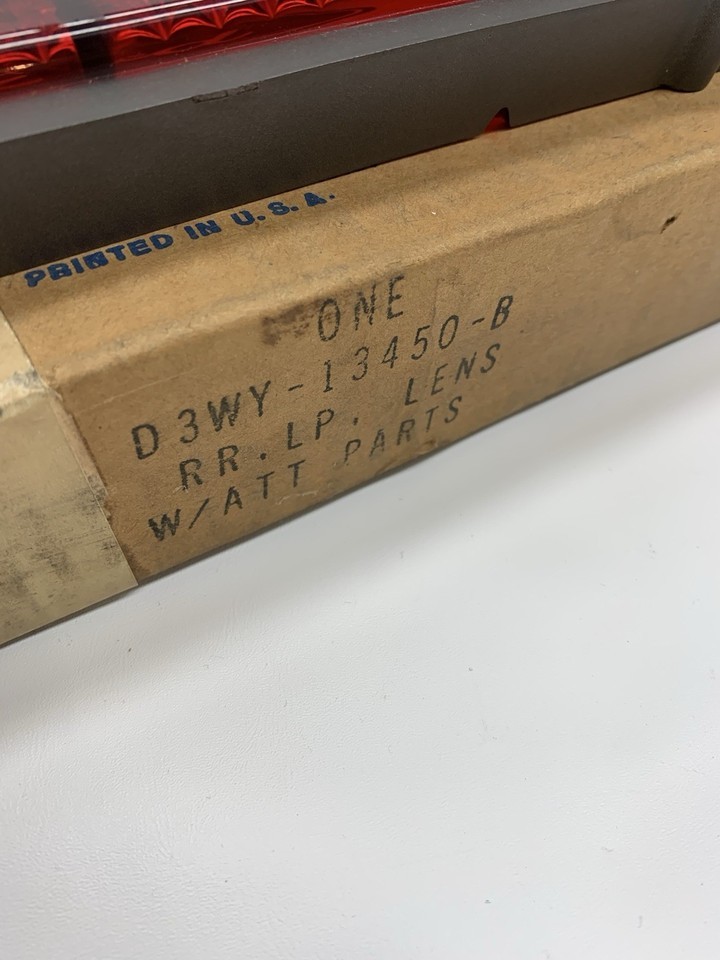 PRINTED IN U.S.A.
ONE
D3WY-13450-B
RR. LP. LENS
W/ATT PARTS